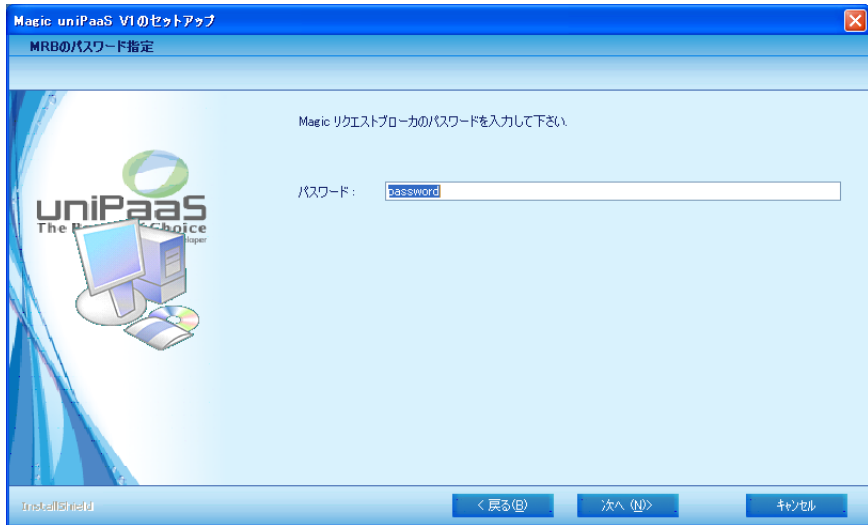 Magic uniPaaS V1のセットアップ
MRBのパスワード指定
Magic リクエストブローカのパスワードを入力して下さい.
パスワード：
password
uniPaaS
The
Choice
InstallShield
< 戻る(B)
次へ (N)>
キャンセル